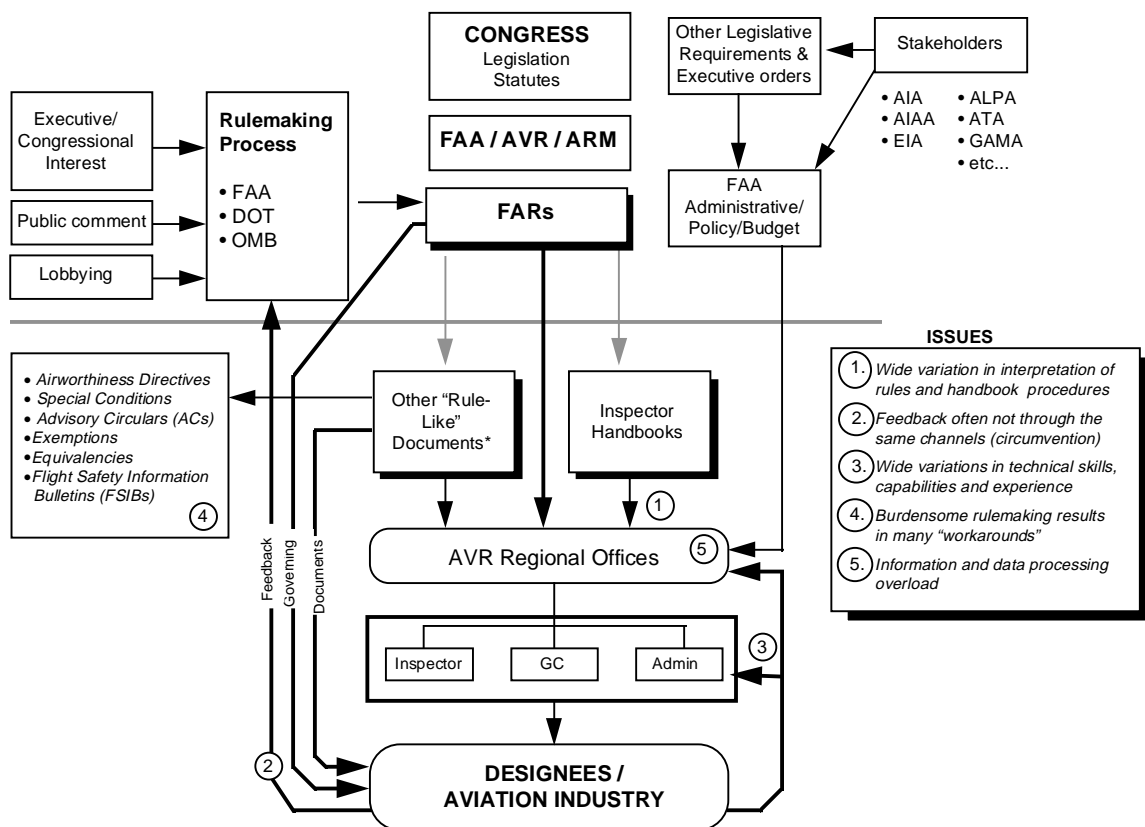 CONGRESS
Legislation
Statutes
FAA / AVR / ARM
FARs
Other Legislative
Requirements &
Executive orders
Stakeholders
• AIA
• AIAA
• EIA
• ALPA
• ATA
• GAMA
• etc...
FAA
Administrative/
Policy/Budget
Executive/
Congressional
Interest
Public comment
Lobbying
Rulemaking
Process
• FAA
• DOT
• OMB
• Airworthiness Directives
• Special Conditions
• Advisory Circulars (ACs)
• Exemptions
• Equivalencies
• Flight Safety Information
Bulletins (FSIBs)
4
Other “Rule-
Like”
Documents*
Inspector
Handbooks
1
Feedback
Governing
Documents
AVR Regional Offices
5
Inspector
GC
Admin
3
2
DESIGNEES /
AVIATION INDUSTRY
ISSUES
1. Wide variation in interpretation of
rules and handbook procedures
2. Feedback often not through the
same channels (circumvention)
3. Wide variations in technical skills,
capabilities and experience
4. Burdensome rulemaking results
in many “workarounds”
5. Information and data processing
overload